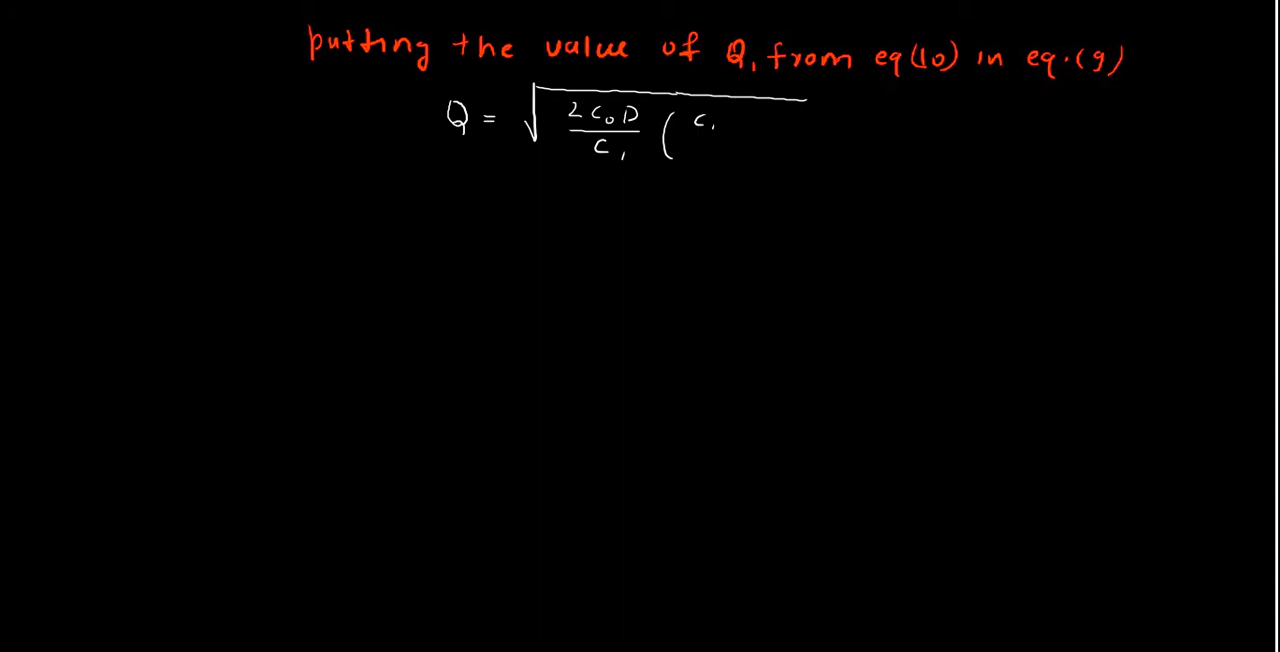 putting the value of Q₁ from eq(10) in eq.(9)
Q = √(2C₀D/C₁ (C₁